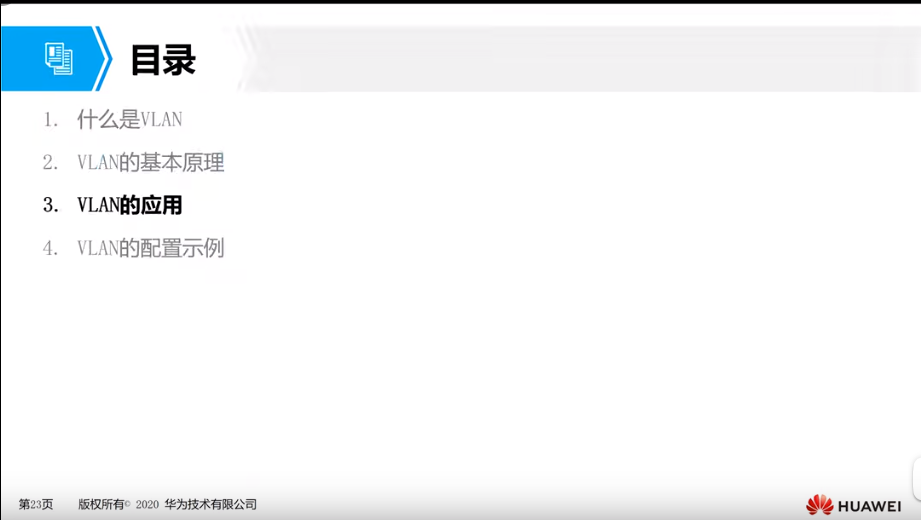 目录
1. 什么是VLAN
2. VLAN的基本原理
3. VLAN的应用
4. VLAN的配置示例
第23页 版权所有© 2020 华为技术有限公司
HUAWEI